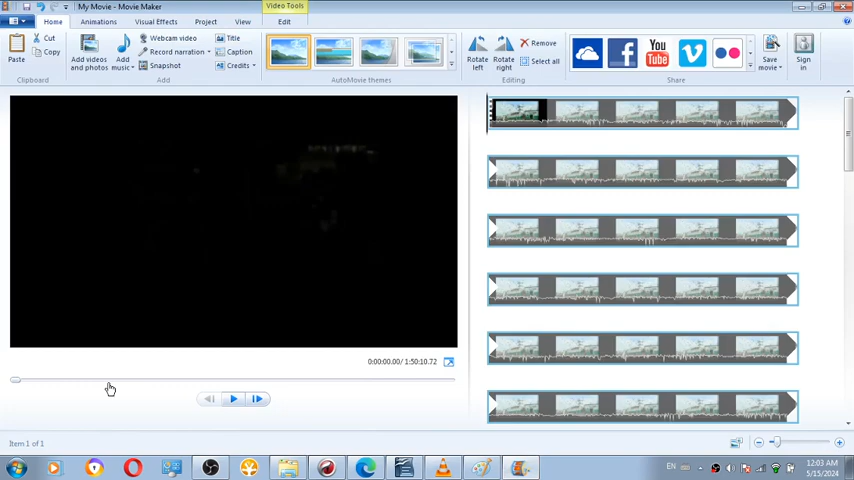 My Movie - Movie Maker
Video Tools
Home
Animations
Visual Effects
Project
View
Edit
Paste
Cut
Copy
Clipboard
Add videos
and photos
Add
music
Webcam video
Record narration
Snapshot
Title
Caption
Credits
Add
AutoMovie themes
Rotate
left
Rotate
right
Remove
Select all
Editing
You
Tube
Share
Save
movie
Sign
in
0:00:00.00/ 1:50:10.72
Item 1 of 1
EN
12:03 AM
5/15/2024